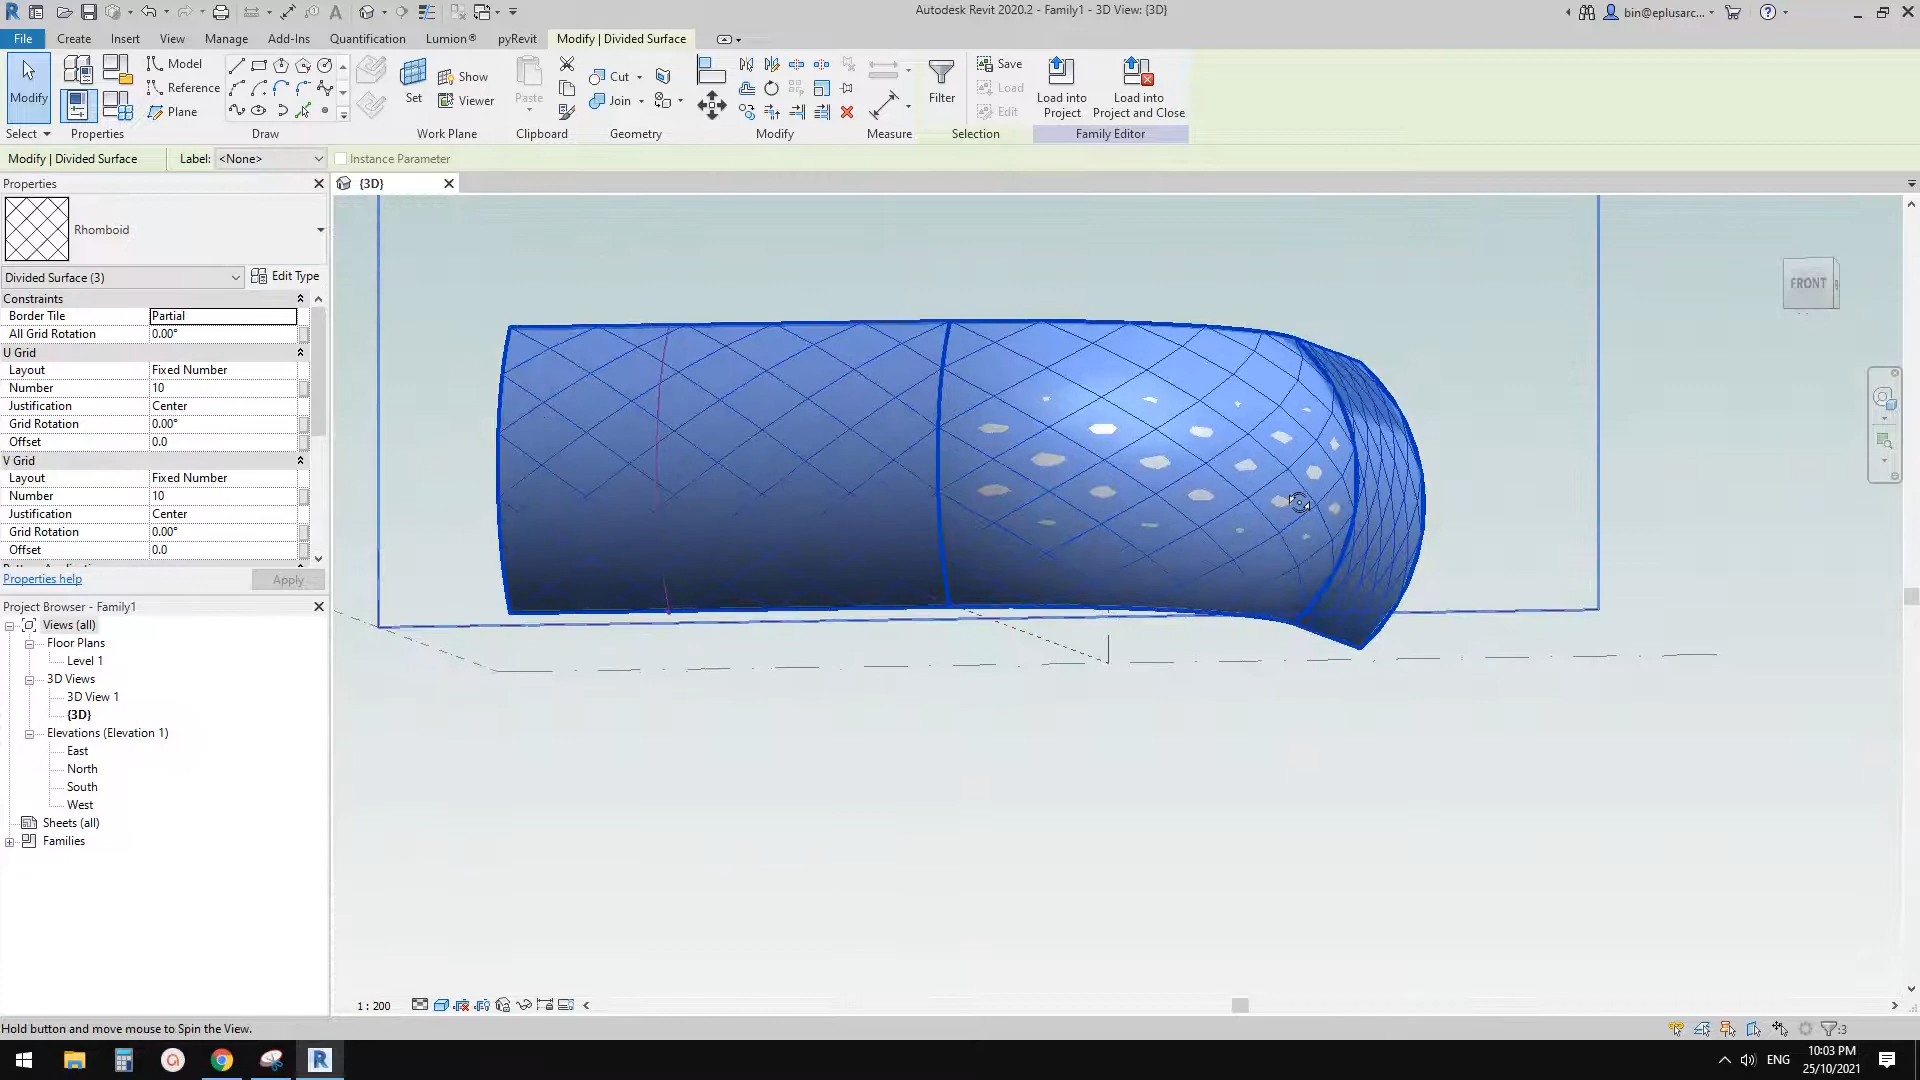 Autodesk Revit 2020.2 - Family1 - 3D View: {3D}
bin@eplusarc...
File Create Insert View Manage Add-Ins Quantification Lumion® pyRevit Modify | Divided Surface
Model
Reference
Plane
Set
Show
Viewer
Paste
Cut
Join
Filter
Save
Load
Edit
Load into
Project
Load into
Project and Close
Modify
Select
Properties
Draw
Work Plane
Clipboard
Geometry
Modify
Measure
Selection
Family Editor
Modify | Divided Surface
Label: <None>
Instance Parameter
Properties
{3D}
Rhomboid
Divided Surface (3)
Edit Type
Constraints
Border Tile Partial
All Grid Rotation 0.00°
U Grid
Layout Fixed Number
Number 10
Justification Center
Grid Rotation 0.00°
Offset 0.0
V Grid
Layout Fixed Number
Number 10
Justification Center
Grid Rotation 0.00°
Offset 0.0
Properties help
Apply
Project Browser - Family1
Views (all)
Floor Plans
Level 1
3D Views
3D View 1
{3D}
Elevations (Elevation 1)
East
North
South
West
Sheets (all)
Families
FRONT
1 : 200
Hold button and move mouse to Spin the View.
:3
ENG
10:03 PM
25/10/2021